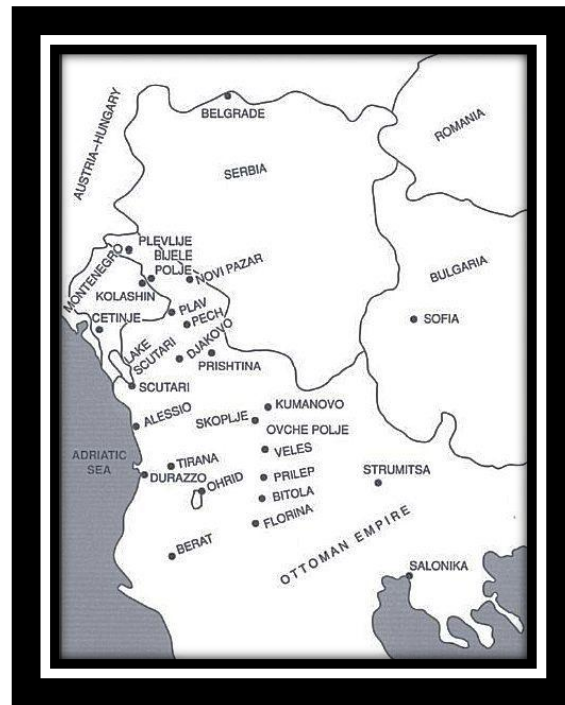 AUSTRIA-HUNGARY
BELGRADE
ROMANIA
SERBIA
PLEVLIJE
BIJELE
POLJE
MONTENEGRO
NOVI PAZAR
BULGARIA
KOLASHIN
PLAV
CETINJE
PECH
SOFIA
LAKE
SCUTARI
DJAKOVO
PRISHTINA
SCUTARI
KUMANOVO
ALESSIO
SKOPLJE
OVCHE POLJE
VELES
ADRIATIC
SEA
TIRANA
DURAZZO
OHRID
PRILEP
STRUMITSA
BITOLA
FLORINA
BERAT
OTTOMAN EMPIRE
SALONIKA